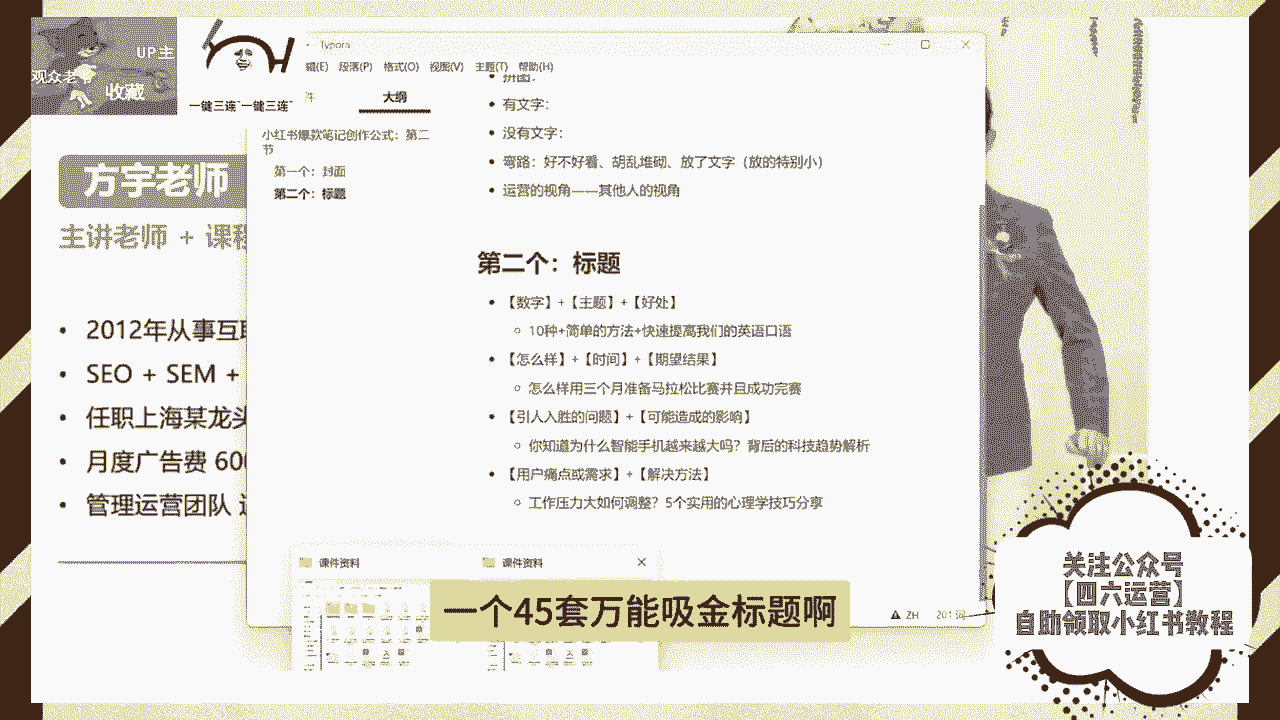 UP主
观众老爷
收藏
一键三连~一键三连~
方宇老师
主讲老师 + 课程
• 2012年从事互联
• SEO + SEM +
• 任职上海某龙头
• 月度广告费 600
• 管理运营团队
Typora
辑(E) 段落(P) 格式(O) 视图(V) 主题(T) 帮助(H)
件 大纲
小红书爆款笔记创作公式：第二
节
第一个：封面
第二个：标题
• 拼图：
• 有文字：
• 没有文字：
• 弯路：好不好看、胡乱堆砌、放了文字（放的特别小）
• 运营的视角——其他人的视角
第二个：标题
• 【数字】+【主题】+【好处】
○ 10种+简单的方法+快速提高我们的英语口语
• 【怎么样】+【时间】+【期望结果】
○ 怎么样用三个月准备马拉松比赛并且成功完赛
• 【引人入胜的问题】+【可能造成的影响】
○ 你知道为什么智能手机越来越大吗？背后的科技趋势解析
• 【用户痛点或需求】+【解决方法】
○ 工作压力大如何调整？5个实用的心理学技巧分享
课件资料
课件资料
ZH 201 词
一个45套万能吸金标题啊
关注公众号
【四六运营】
自助领取小红书教程